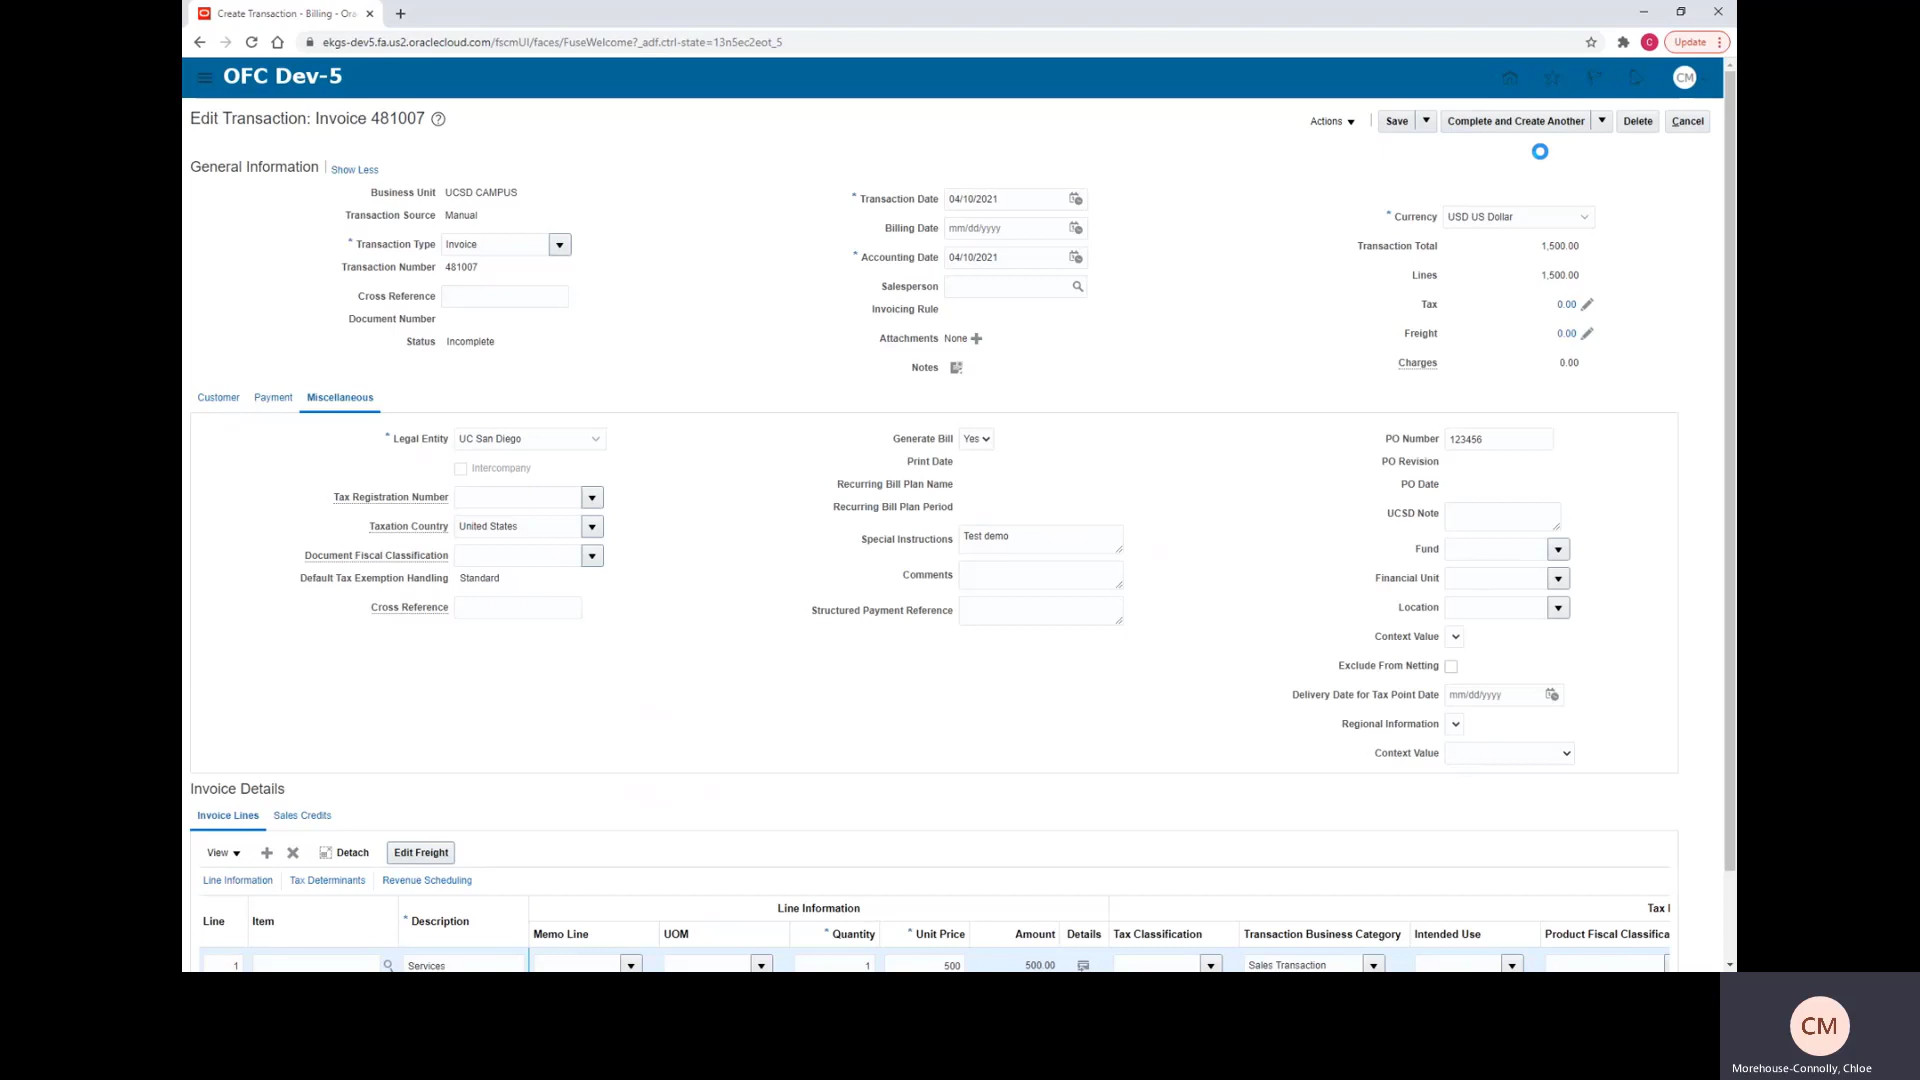 Create Transaction - Billing - Ora
ekgs-dev5.fa.us2.oraclecloud.com/fscmUI/faces/FuseWelcome?_adf.ctrl-state=13n5ec2eot_5
C
Update
OFC Dev-5
CM
Edit Transaction: Invoice 481007
Actions
Save
Complete and Create Another
Delete
Cancel
General Information
Show Less
Business Unit UCSD CAMPUS
Transaction Source Manual
* Transaction Type Invoice
Transaction Number 481007
Cross Reference
Document Number
Status Incomplete
* Transaction Date 04/10/2021
Billing Date mm/dd/yyyy
* Accounting Date 04/10/2021
Salesperson
Invoicing Rule
Attachments None
Notes
* Currency USD US Dollar
Transaction Total 1,500.00
Lines 1,500.00
Tax 0.00
Freight 0.00
Charges 0.00
Customer Payment Miscellaneous
* Legal Entity UC San Diego
Intercompany
Tax Registration Number
Taxation Country United States
Document Fiscal Classification
Default Tax Exemption Handling Standard
Cross Reference
Generate Bill Yes
Print Date
Recurring Bill Plan Name
Recurring Bill Plan Period
Special Instructions Test demo
Comments
Structured Payment Reference
PO Number 123456
PO Revision
PO Date
UCSD Note
Fund
Financial Unit
Location
Context Value
Exclude From Netting
Delivery Date for Tax Point Date mm/dd/yyyy
Regional Information
Context Value
Invoice Details
Invoice Lines Sales Credits
View Detach Edit Freight
Line Information Tax Determinants Revenue Scheduling
Line Information Tax
Line Item * Description
Memo Line UOM * Quantity * Unit Price Amount Details Tax Classification Transaction Business Category Intended Use Product Fiscal Classifica
1 Services 1 500 500.00 Sales Transaction
CM
Morehouse-Connolly, Chloe